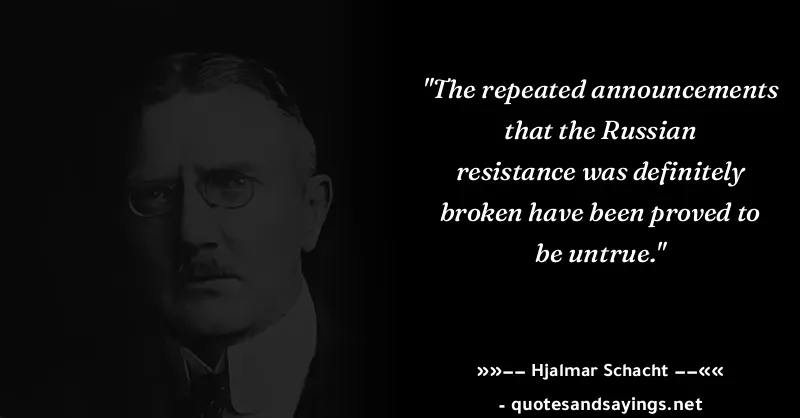 "The repeated announcements
that the Russian
resistance was definitely
broken have been proved to
be untrue."
»»–– Hjalmar Schacht ––««
- quotesandsayings.net